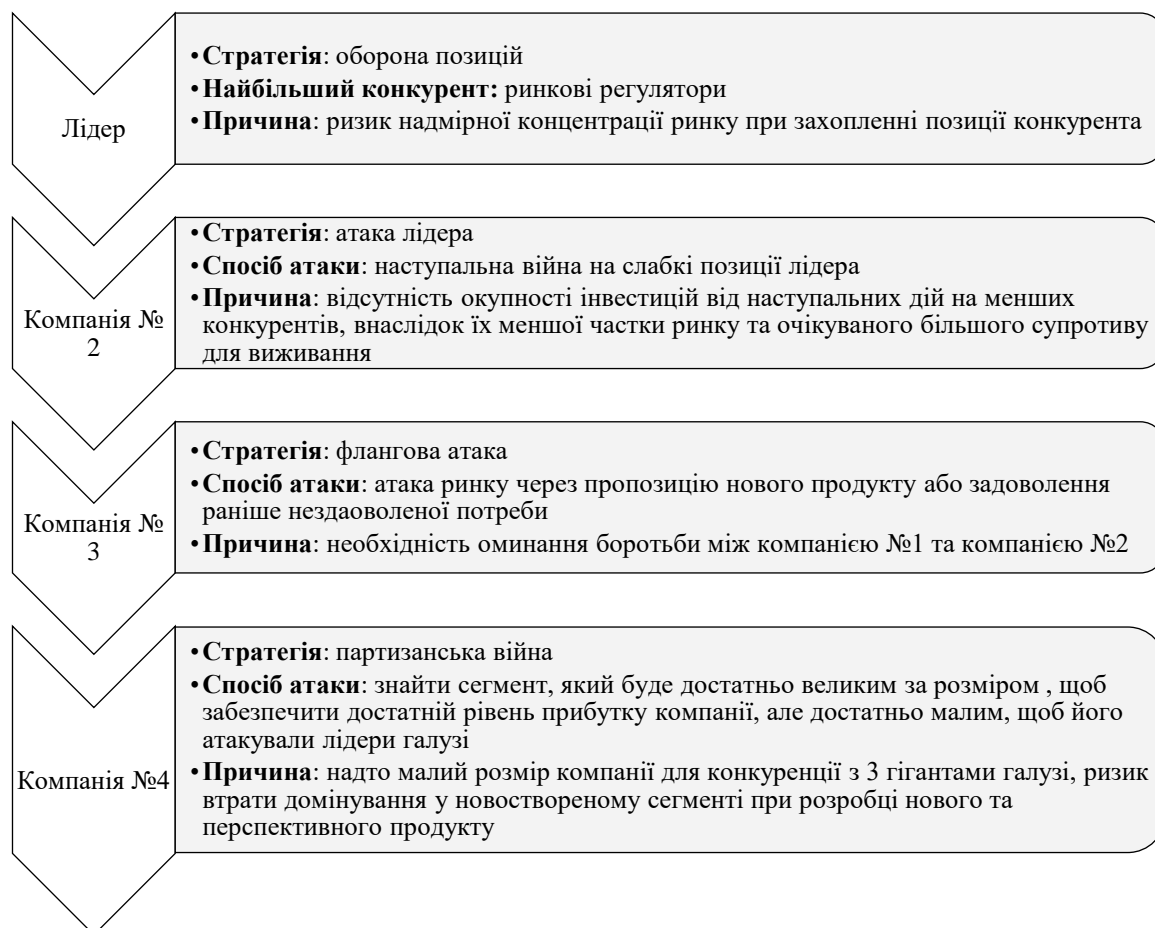 Лідер
•Стратегія: оборона позицій
•Найбільший конкурент: ринкові регулятори
•Причина: ризик надмірної концентрації ринку при захопленні позиції конкурента
Компанія №
2
•Стратегія: атака лідера
•Спосіб атаки: наступальна війна на слабкі позиції лідера
•Причина: відсутність окупності інвестицій від наступальних дій на менших
конкурентів, внаслідок їх меншої частки ринку та очікуваного більшого супротиву
для виживання
Компанія №
3
•Стратегія: флангова атака
•Спосіб атаки: атака ринку через пропозицію нового продукту або задоволення
раніше нездаоволеної потреби
•Причина: необхідність оминання боротьби між компанією №1 та компанією №2
Компанія №4
•Стратегія: партизанська війна
•Спосіб атаки: знайти сегмент, який буде достатньо великим за розміром , щоб
забезпечити достатній рівень прибутку компанії, але достатньо малим, щоб його
атакували лідери галузі
•Причина: надто малий розмір компанії для конкуренції з 3 гігантами галузі, ризик
втрати домінування у новоствореному сегменті при розробці нового та
перспективного продукту